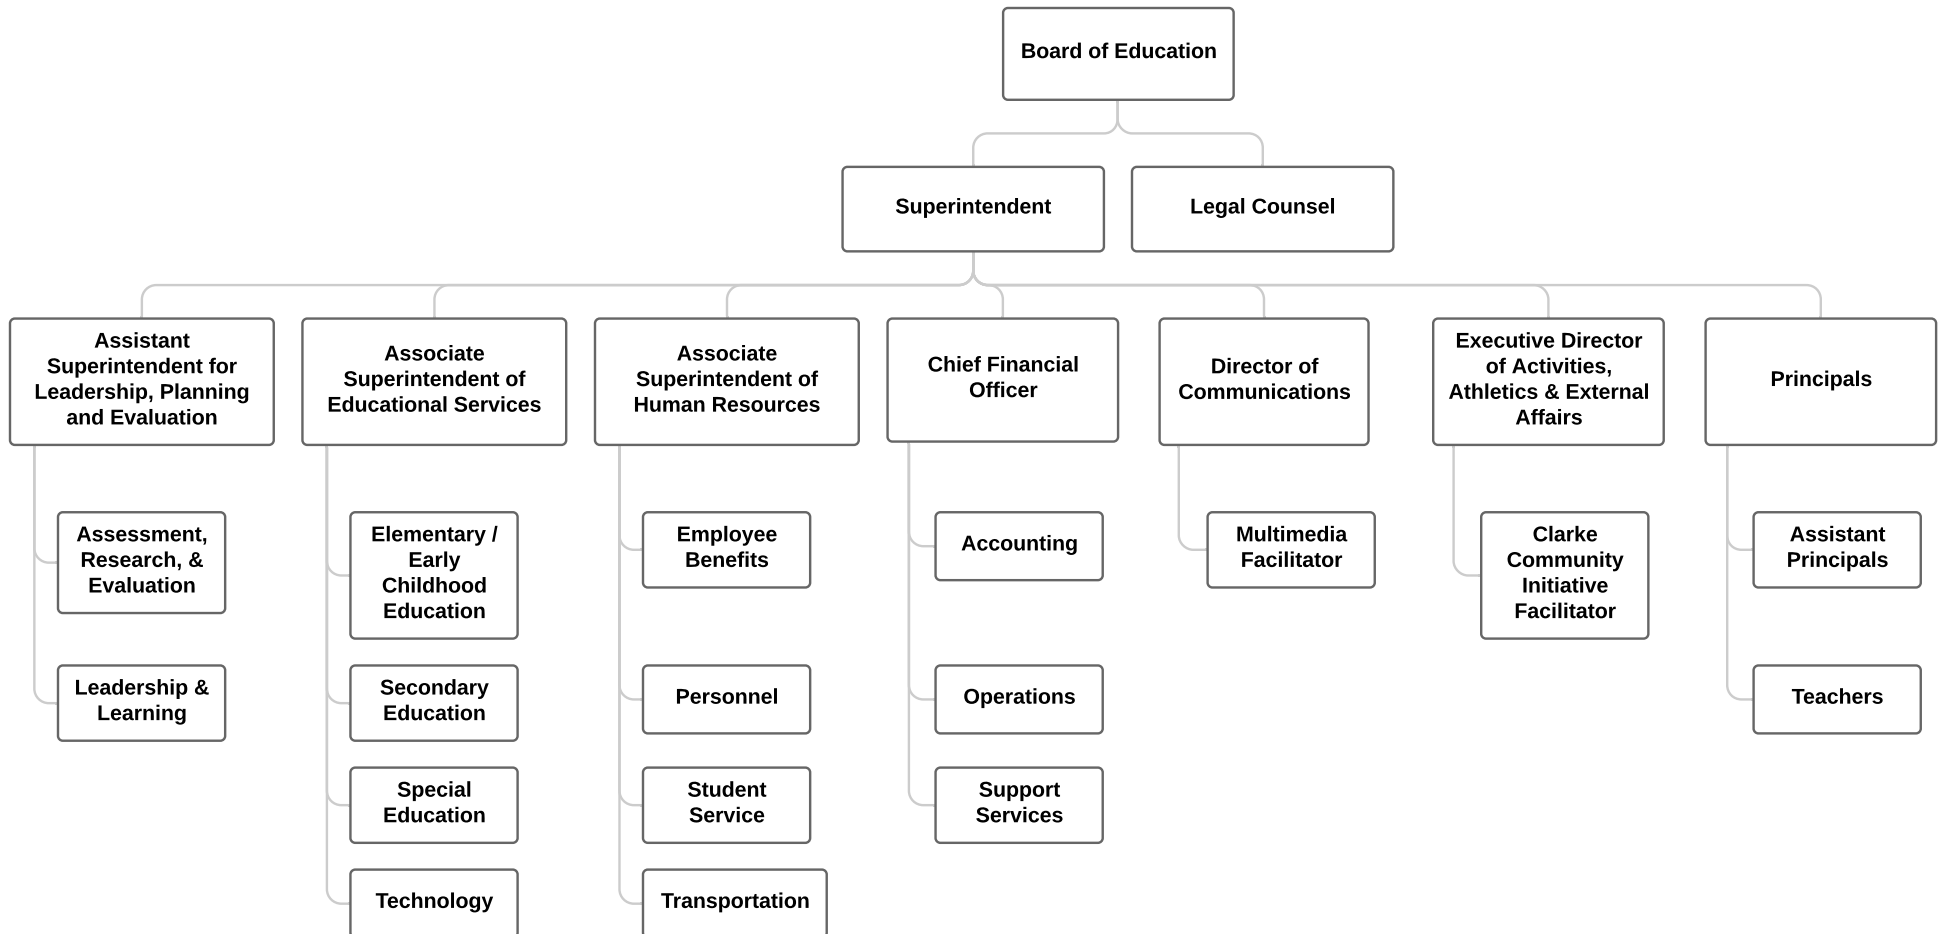 Board of Education
Superintendent
Legal Counsel
Assistant
Superintendent for
Leadership, Planning
and Evaluation
Associate
Superintendent of
Educational Services
Associate
Superintendent of
Human Resources
Chief Financial
Officer
Director of
Communications
Executive Director
of Activities,
Athletics & External
Affairs
Principals
Assessment,
Research, &
Evaluation
Elementary /
Early
Childhood
Education
Employee
Benefits
Accounting
Multimedia
Facilitator
Clarke
Community
Initiative
Facilitator
Assistant
Principals
Leadership &
Learning
Secondary
Education
Personnel
Operations
Teachers
Special
Education
Student
Service
Support
Services
Technology
Transportation